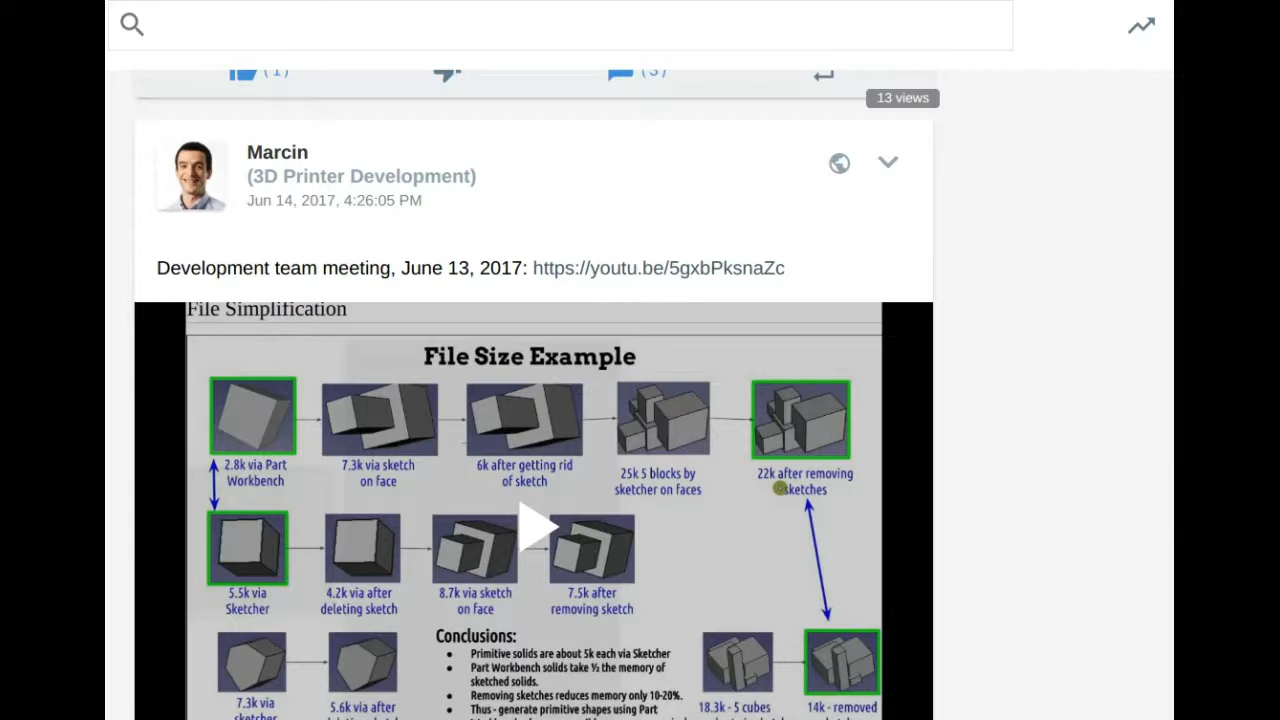 (1)
(3)
13 views
Marcin
(3D Printer Development)
Jun 14, 2017, 4:26:05 PM
Development team meeting, June 13, 2017: https://youtu.be/5gxbPksnaZc
File Simplification
File Size Example
2.8k via Part
Workbench
7.3k via sketch
on face
6k after getting rid
of sketch
25k 5 blocks by
sketcher on faces
22k after removing
sketches
5.5k via
Sketcher
4.2k via after
deleting sketch
8.7k via sketch
on face
7.5k after
removing sketch
Conclusions:
Primitive solids are about 5k each via Sketcher
Part Workbench solids take ½ the memory of
sketched solids.
Removing sketches reduces memory only 10-20%.
Thus - generate primitive shapes using Part
7.3k via
sketcher
5.6k via after
18.3k - 5 cubes
14k - removed